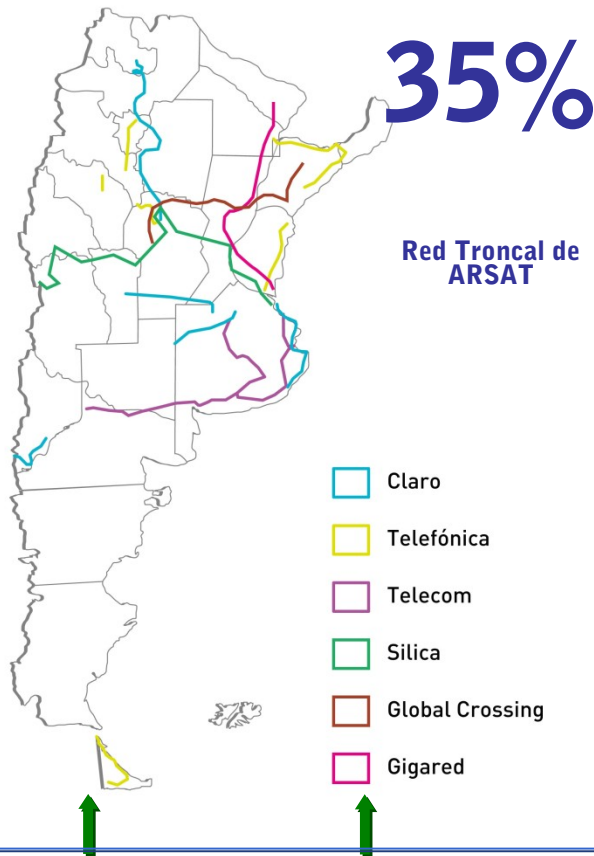 35%
Red Troncal de
ARSAT
Claro
Telefónica
Telecom
Silica
Global Crossing
Gigared